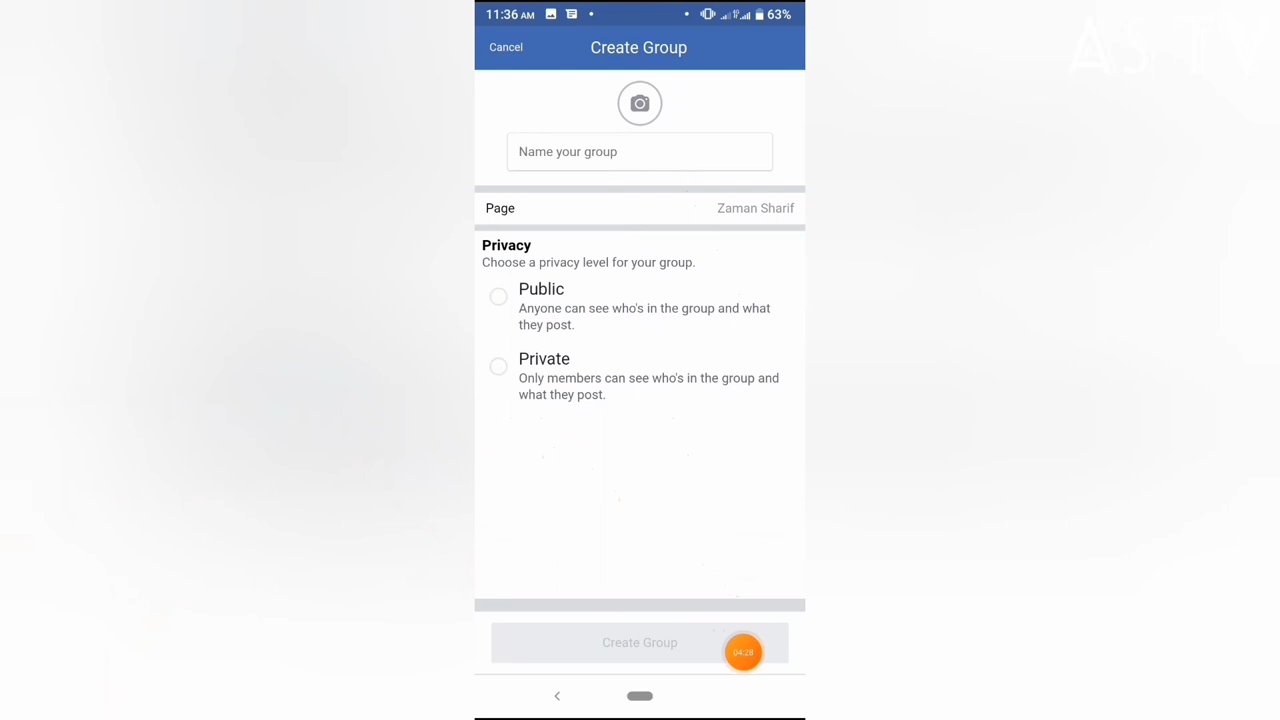 11:36 AM
63%
AS TV
Cancel
Create Group
Name your group
Page
Zaman Sharif
Privacy
Choose a privacy level for your group.
Public
Anyone can see who's in the group and what
they post.
Private
Only members can see who's in the group and
what they post.
Create Group
04:28